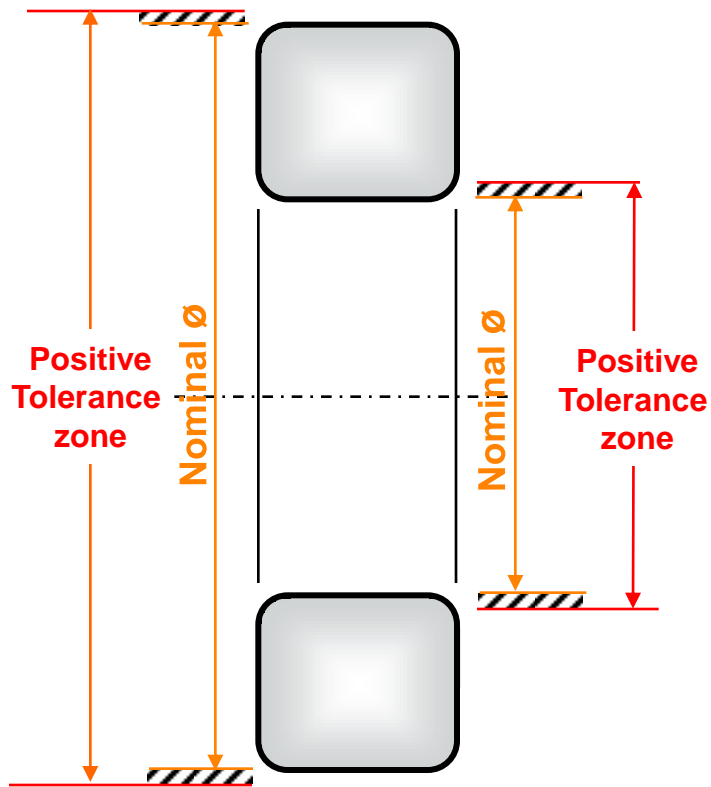 Positive
Tolerance
zone
Nominal Ø
Nominal Ø
Positive
Tolerance
zone